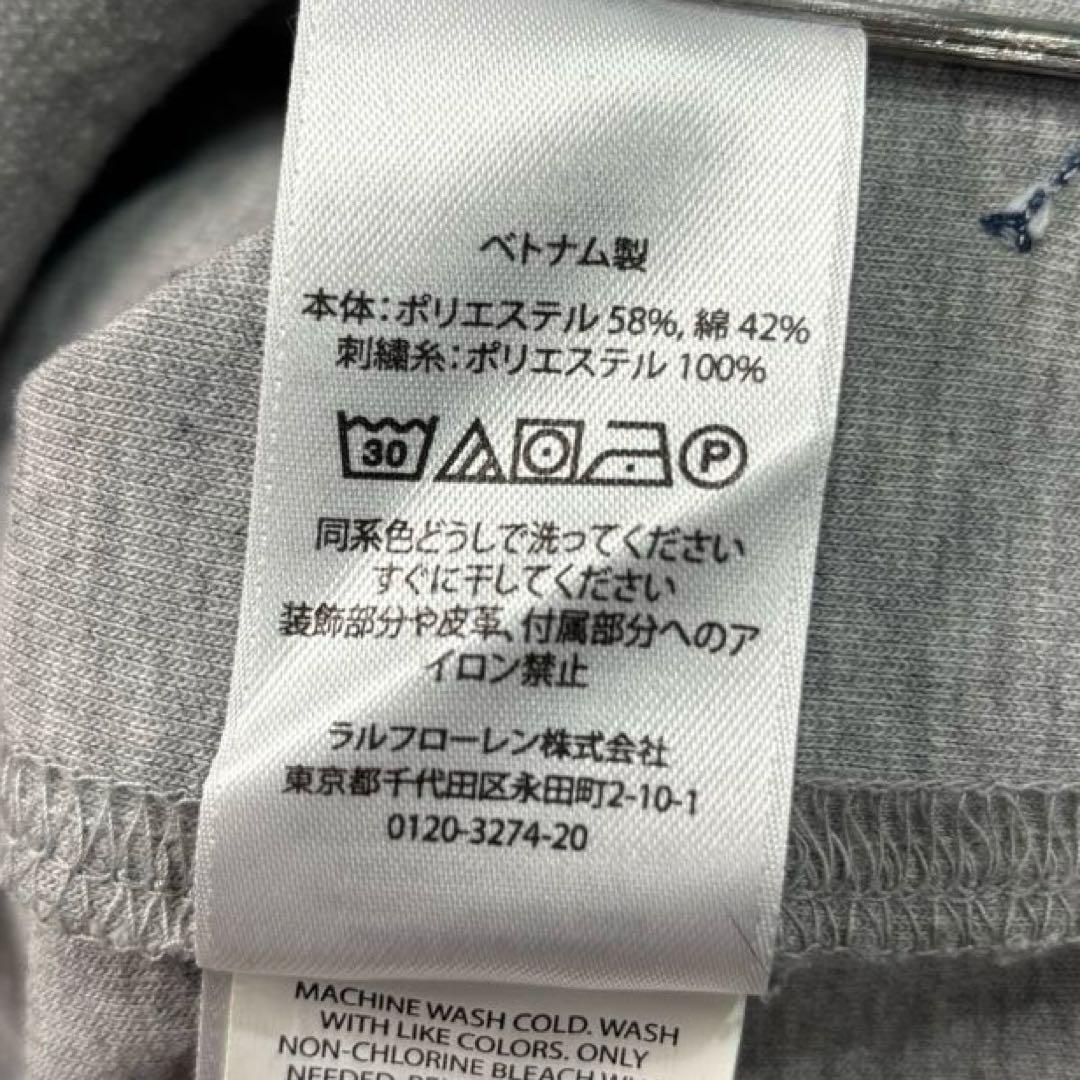 ベトナム製
本体：ポリエステル 58%, 綿 42%
刺繍糸：ポリエステル 100%
30 P
同系色どうしで洗ってください
すぐに干してください
装飾部分や皮革、付属部分へのア
イロン禁止
ラルフローレン株式会社
東京都千代田区永田町2-10-1
0120-3274-20
MACHINE WASH COLD. WASH
WITH LIKE COLORS. ONLY
NON-CHLORINE BLEACH
NEEDED.